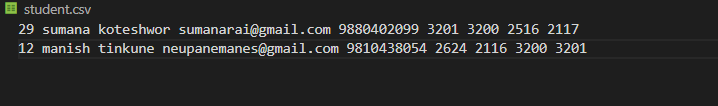 student.csv
29 sumana koteshwor sumanarai@gmail.com 9880402099 3201 3200 2516 2117
12 manish tinkune neupanemanes@gmail.com 9810438054 2624 2116 3200 3201